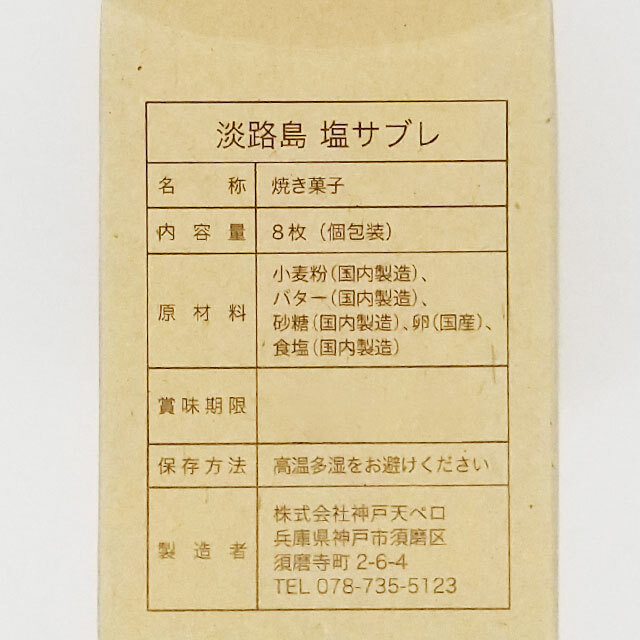 淡路島 塩サブレ
名称 焼き菓子
内容量 8枚（個包装）
原材料 小麦粉（国内製造）、
バター（国内製造）、
砂糖（国内製造）、卵（国産）、
食塩（国内製造）
賞味期限
保存方法 高温多湿をお避けください
製造者 株式会社神戸天ペロ
兵庫県神戸市須磨区
須磨寺町 2-6-4
TEL 078-735-5123